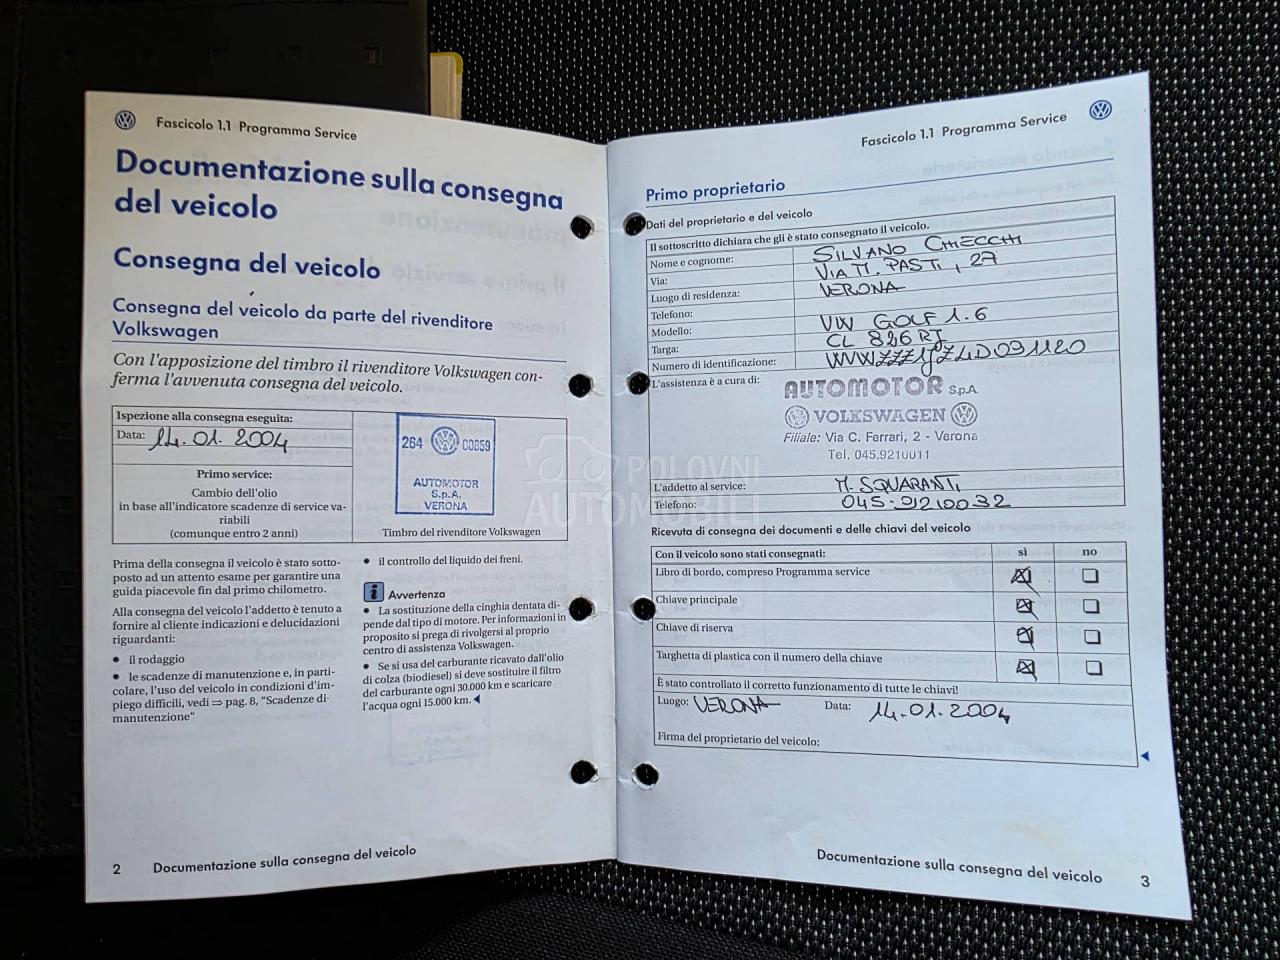 Fascicolo 1.1 Programma Service
Documentazione sulla consegna
del veicolo
Consegna del veicolo
Consegna del veicolo da parte del rivenditore
Volkswagen
Con l'apposizione del timbro il rivenditore Volkswagen con-
ferma l'avvenuta consegna del veicolo.
Ispezione alla consegna eseguita:
Data: 14.01.2004
Primo service:
Cambio dell'olio
in base all'indicatore scadenze di service va-
riabili
(comunque entro 2 anni)
264 00859
AUTOMOTOR
S.p.A.
VERONA
Timbro del rivenditore Volkswagen
Prima della consegna il veicolo è stato sotto-
posto ad un attento esame per garantire una
guida piacevole fin dal primo chilometro.
Alla consegna del veicolo l'addetto è tenuto a
fornire al cliente indicazioni e delucidazioni
riguardanti:
• il rodaggio
• le scadenze di manutenzione e, in parti-
colare, l'uso del veicolo in condizioni d'im-
piego difficili, vedi ⇒ pag. 8, "Scadenze di
manutenzione"
• il controllo del liquido dei freni.
i Avvertenza
• La sostituzione della cinghia dentata di-
pende dal tipo di motore. Per informazioni in
proposito si prega di rivolgersi al proprio
centro di assistenza Volkswagen.
• Se si usa del carburante ricavato dall'olio
di colza (biodiesel) si deve sostituire il filtro
del carburante ogni 30.000 km e scaricare
l'acqua ogni 15.000 km.
2 Documentazione sulla consegna del veicolo
Fascicolo 1.1 Programma Service
Primo proprietario
Dati del proprietario e del veicolo
Il sottoscritto dichiara che gli è stato consegnato il veicolo.
Nome e cognome: SILVANO CHIECCHI
Via: VIA M. PASTI, 27
Luogo di residenza: VERONA
Telefono:
Modello: VW GOLF 1.6
Targa: CL 826 RJ
Numero di identificazione: WVWZZZ1JZ4D091120
L'assistenza è a cura di:
AUTOMOTOR S.p.A.
VOLKSWAGEN
Filiale: Via C. Ferrari, 2 - Verona
Tel. 045.9210011
L'addetto al service: M. SQUARANTI
Telefono: 045-9210032
Ricevuta di consegna dei documenti e delle chiavi del veicolo
Con il veicolo sono stati consegnati: sì no
Libro di bordo, compreso Programma service
Chiave principale
Chiave di riserva
Targhetta di plastica con il numero della chiave
È stato controllato il corretto funzionamento di tutte le chiavi!
Luogo: VERONA Data: 14.01.2004
Firma del proprietario del veicolo:
Documentazione sulla consegna del veicolo 3
POLOVNI
AUTOMOBILI